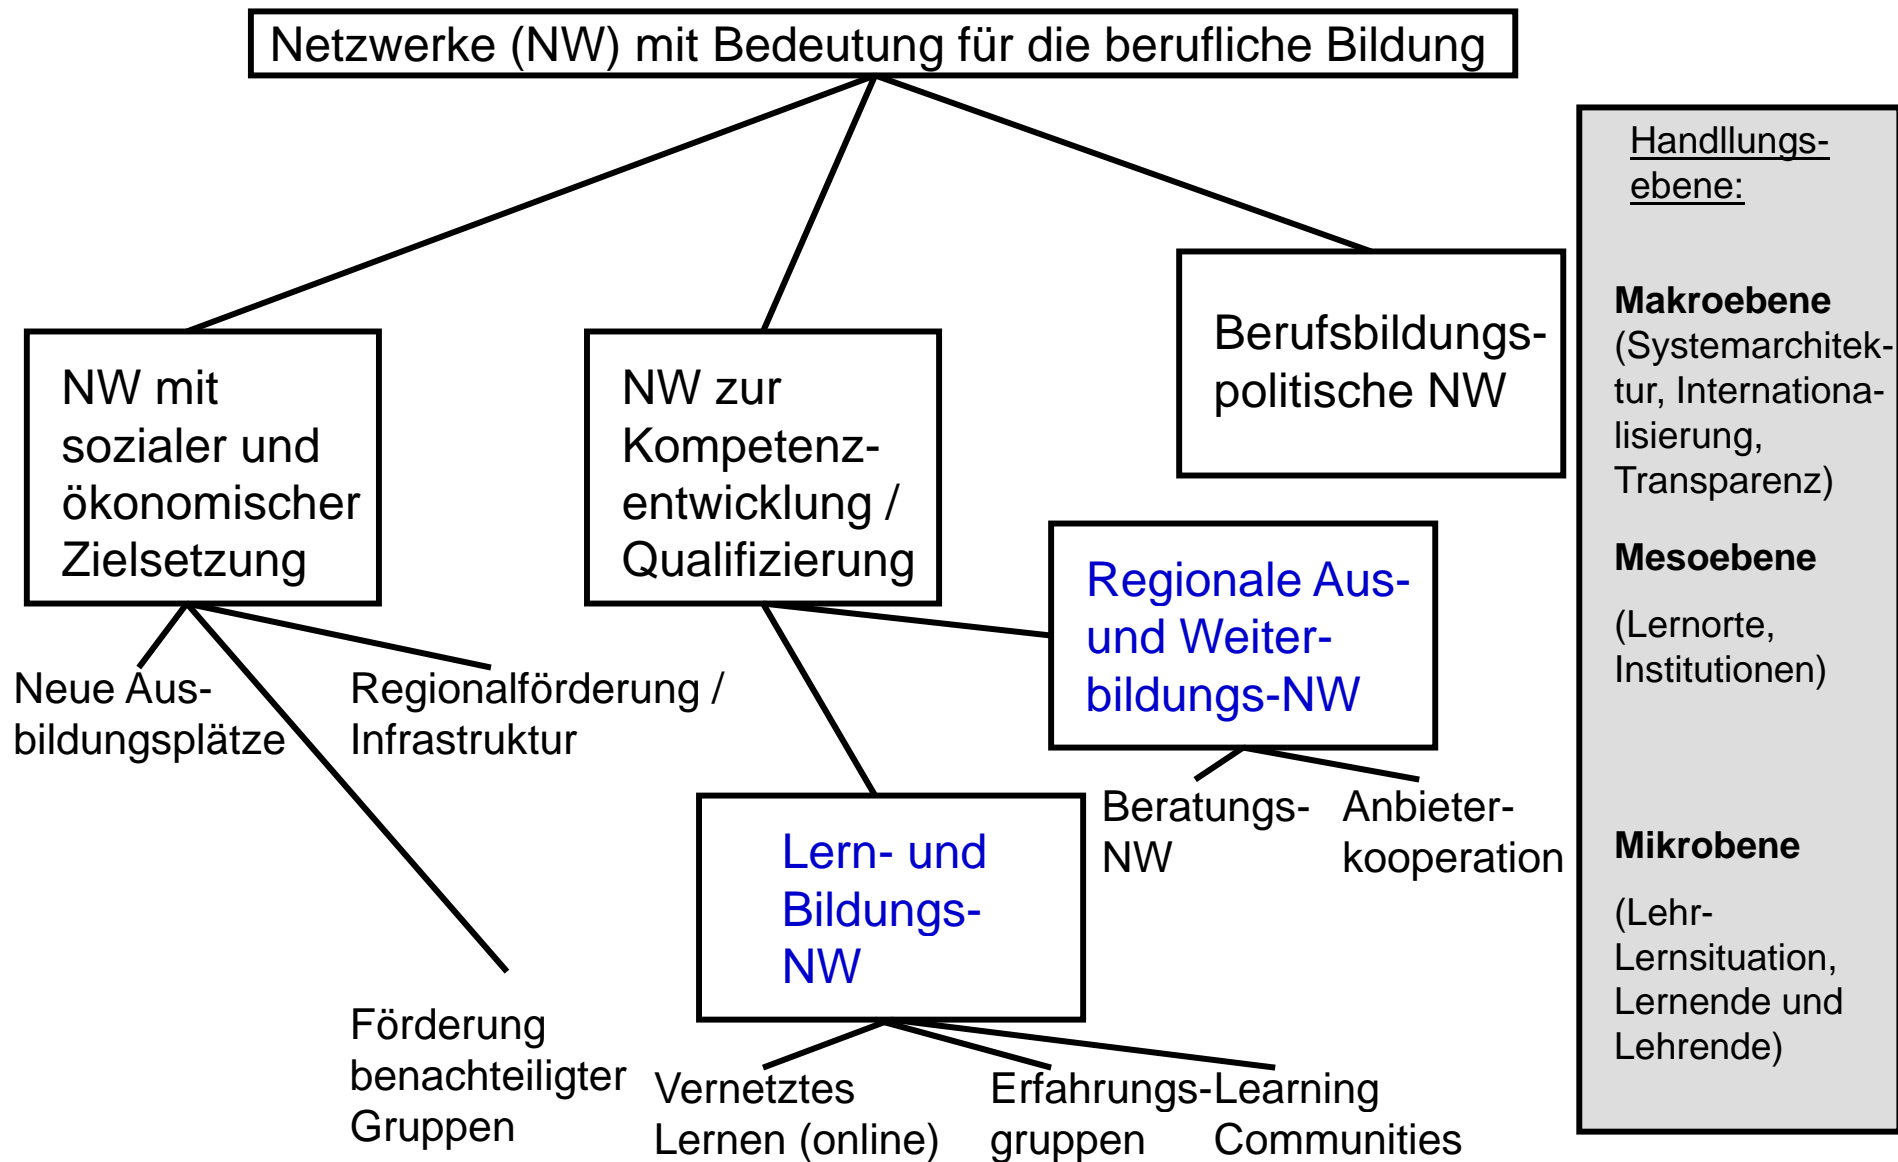 Netzwerke (NW) mit Bedeutung für die berufliche Bildung
NW mit
sozialer und
ökonomischer
Zielsetzung
NW zur
Kompetenz-
entwicklung /
Qualifizierung
Berufsbildungs-
politische NW
Neue Aus-
bildungsplätze
Regionalförderung /
Infrastruktur
Förderung
benachteiligter
Gruppen
Regionale Aus-
und Weiter-
bildungs-NW
Beratungs-
NW
Anbieter-
kooperation
Lern- und
Bildungs-
NW
Vernetztes
Lernen (online)
Erfahrungs-
gruppen
Learning
Communities
Handllungs-
ebene:
Makroebene
(Systemarchitek-
tur, Internationa-
lisierung,
Transparenz)
Mesoebene
(Lernorte,
Institutionen)
Mikrobene
(Lehr-
Lernsituation,
Lernende und
Lehrende)